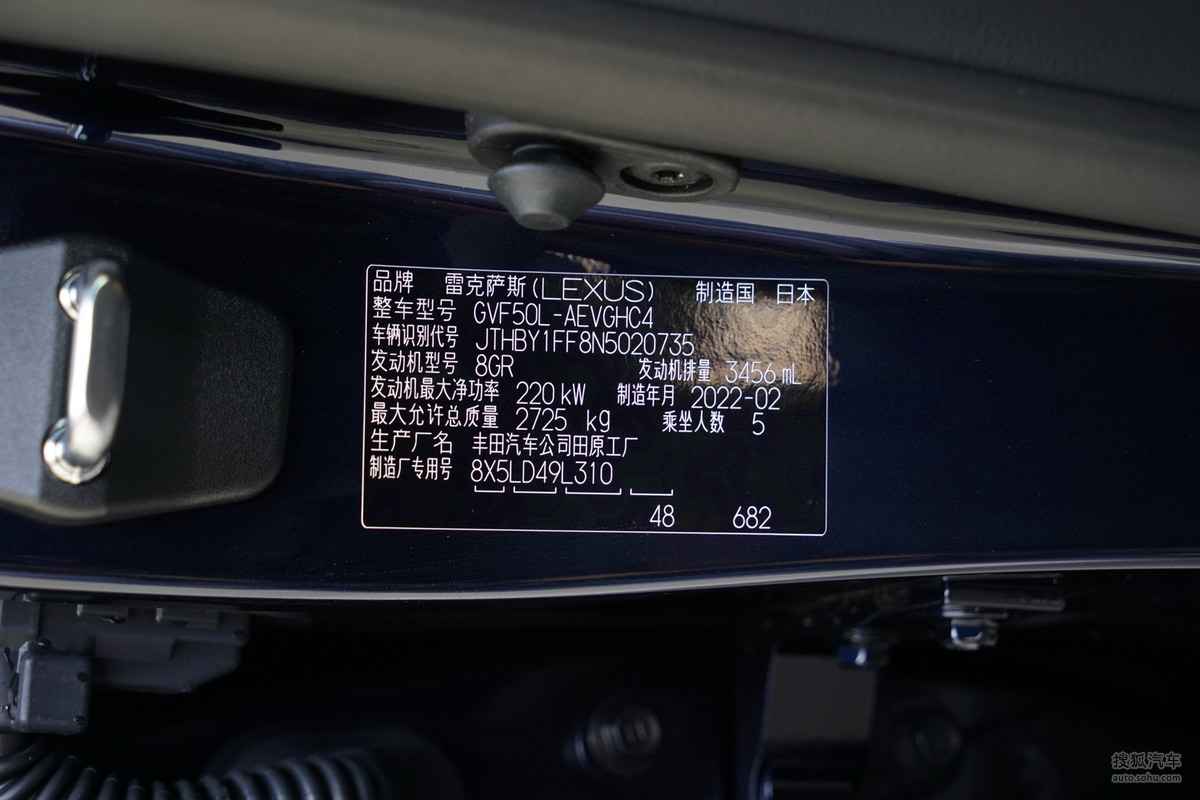 品牌 雷克萨斯(LEXUS) 制造国 日本
整车型号 GVF50L-AEVGHC4
车辆识别代号 JTHBY1FF8N5020735
发动机型号 8GR 发动机排量 3456 mL
发动机最大净功率 220 kW 制造年月 2022-02
最大允许总质量 2725 kg 乘坐人数 5
生产厂名 丰田汽车公司田原工厂
制造厂专用号 8X5LD49L310
48 682
搜狐汽车
auto.sohu.com